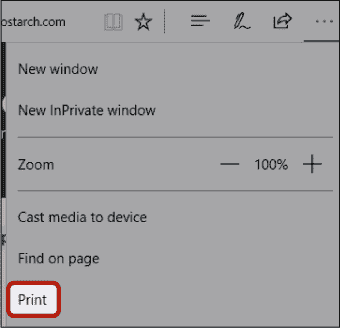 ostarch.com
New window
New InPrivate window
Zoom 100%
Cast media to device
Find on page
Print